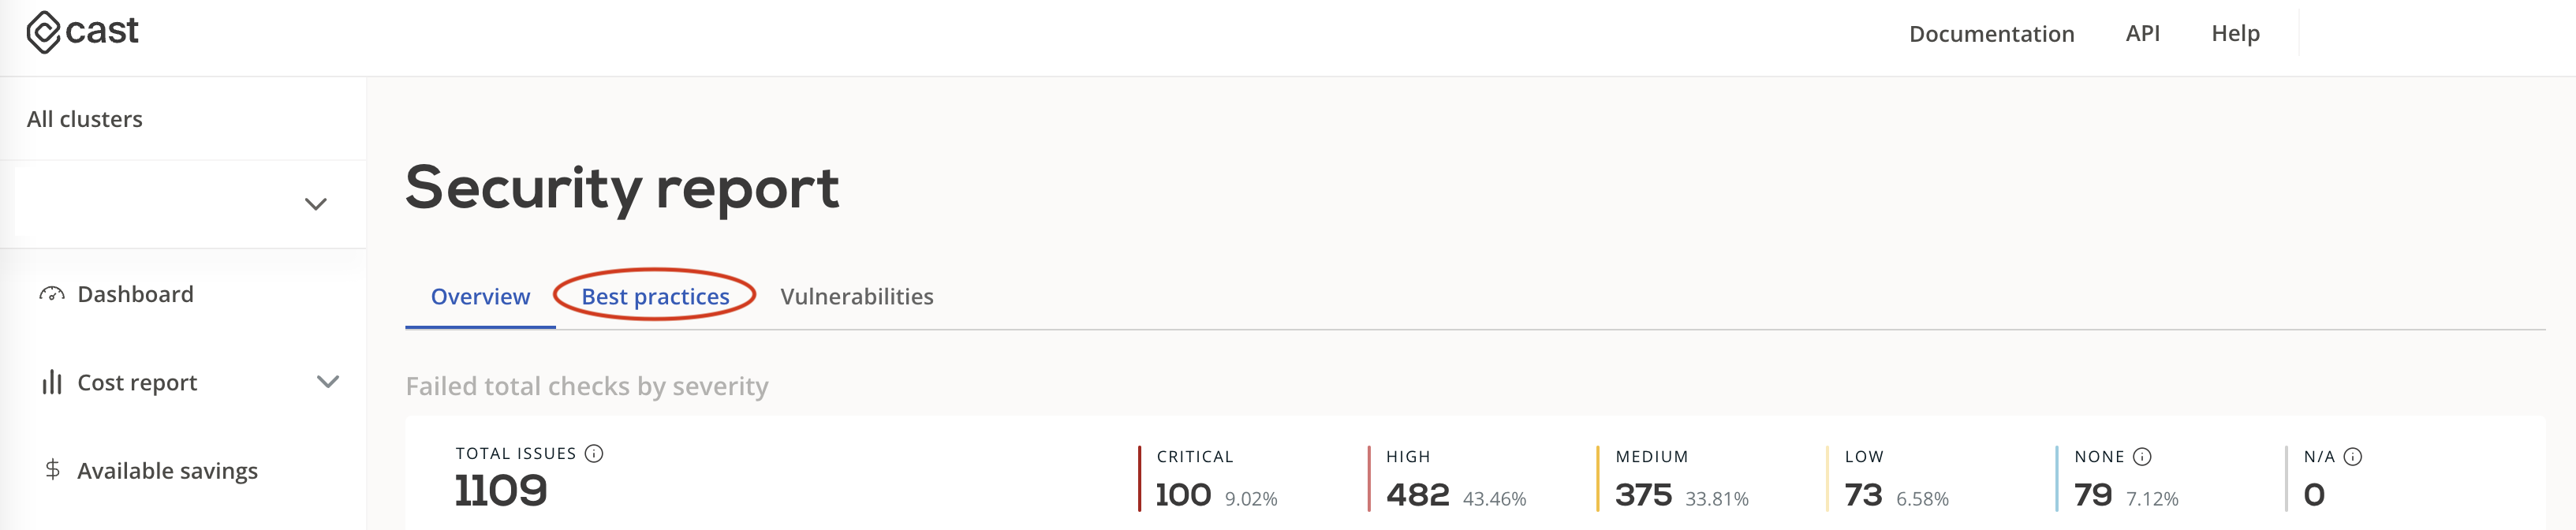 cast
Documentation API Help
All clusters
Security report
Dashboard
Overview Best practices Vulnerabilities
Cost report
Failed total checks by severity
Available savings
TOTAL ISSUES
1109
CRITICAL
100 9.02%
HIGH
482 43.46%
MEDIUM
375 33.81%
LOW
73 6.58%
NONE
79 7.12%
N/A
0